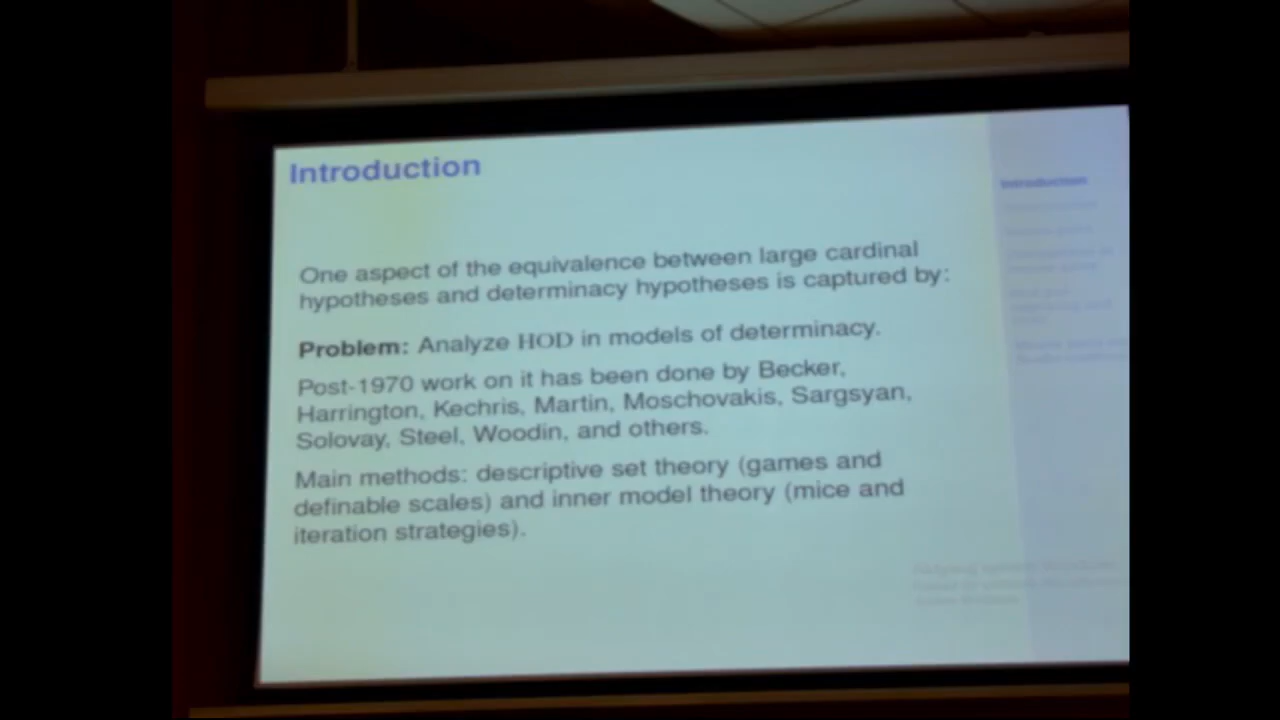 Introduction
One aspect of the equivalence between large cardinal
hypotheses and determinacy hypotheses is captured by:
Problem: Analyze HOD in models of determinacy.
Post-1970 work on it has been done by Becker,
Harrington, Kechris, Martin, Moschovakis, Sargsyan,
Solovay, Steel, Woodin, and others.
Main methods: descriptive set theory (games and
definable scales) and inner model theory (mice and
iteration strategies).
Introduction